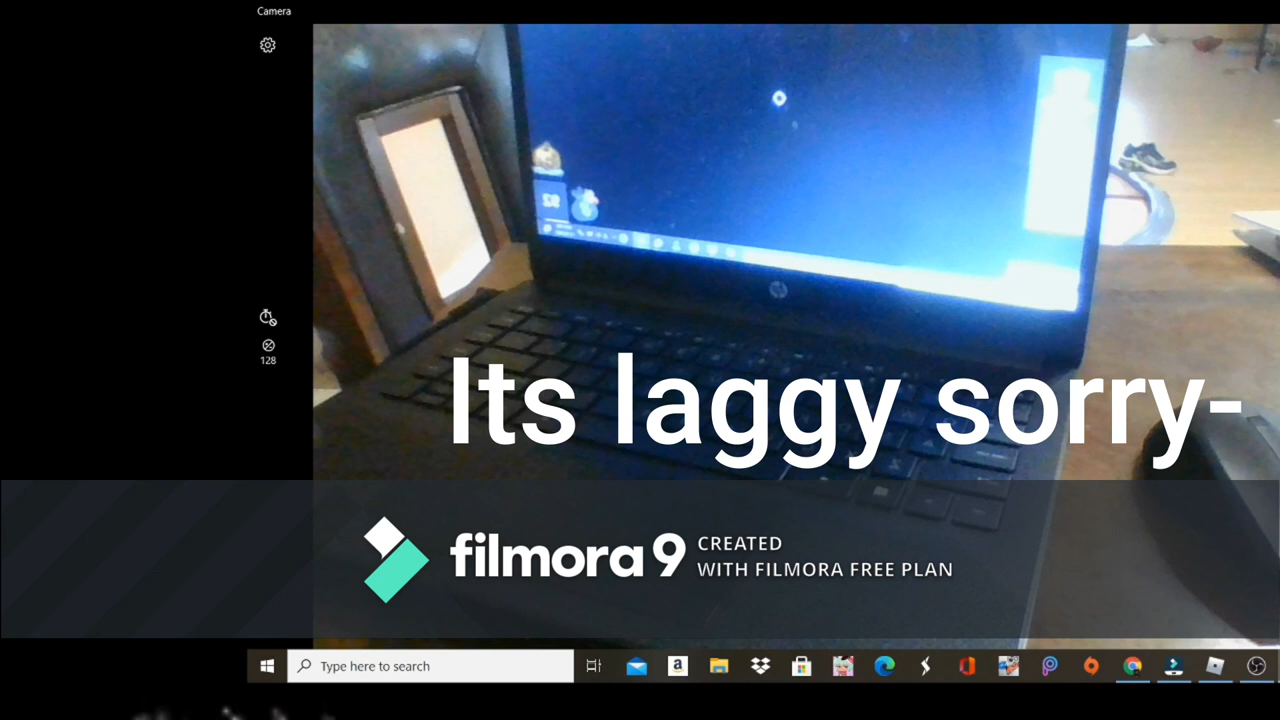 Camera
128
Its laggy sorry-
filmora 9
CREATED
WITH FILMORA FREE PLAN
Type here to search